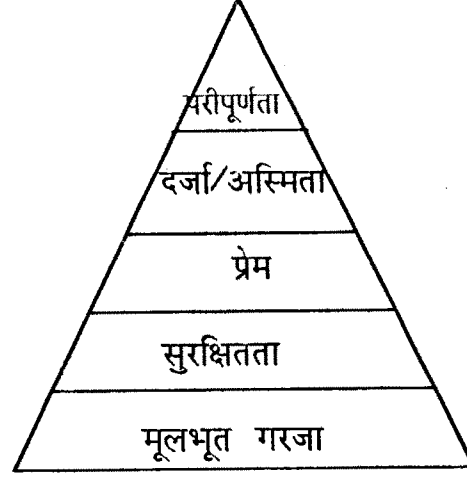 परीपूर्णता
दर्जा/अस्मिता
प्रेम
सुरक्षितता
मूलभूत गरजा